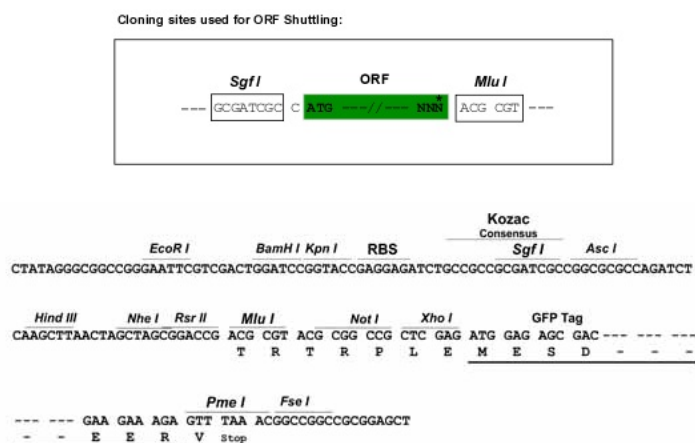 Cloning sites used for ORF Shuttling:
Sgf I ORF Mlu I
--- GCGATCGC C ATG ---//--- NNN* ACG CGT ---
Kozac
Consensus
EcoR I BamH I Kpn I RBS Sgf I Asc I
CTATAGGGCGGCCGGGAATTCGTCGACTGGATCCGGTACCGAGGAGATCTGCCGCCGCGATCGCCGGCGCGCCAGATCT
Hind III Nhe I Rsr II Mlu I Not I Xho I GFP Tag
CAAGCTTAACTAGCTAGCGGACCG ACG CGT ACG CGG CCG CTC GAG ATG GAG AGC GAC --- ---
T R T R P L E M E S D - - -
Pme I Fse I
--- --- GAA GAA AGA GTT TAA ACGGCCGGCCGCGGAGCT
- - E E R V Stop